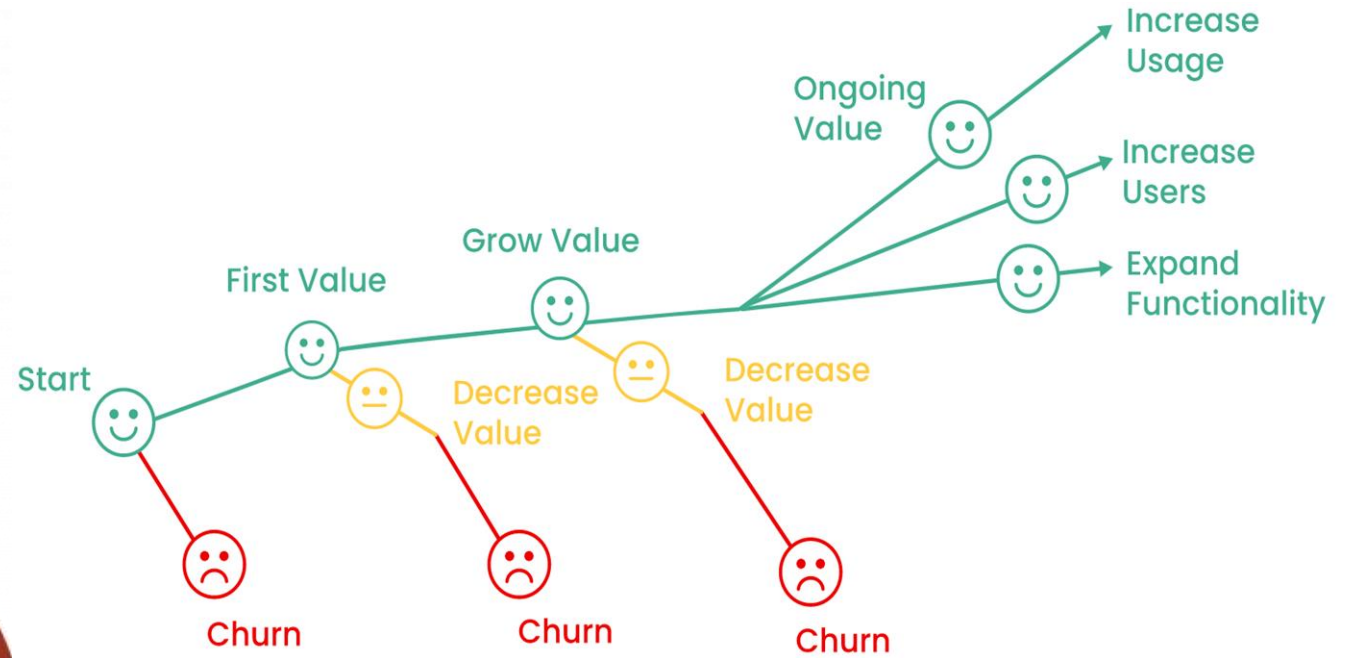 Increase
Usage
Ongoing
Value
Increase
Users
Grow Value
Expand
Functionality
First Value
Start
Decrease
Value
Decrease
Value
Churn
Churn
Churn